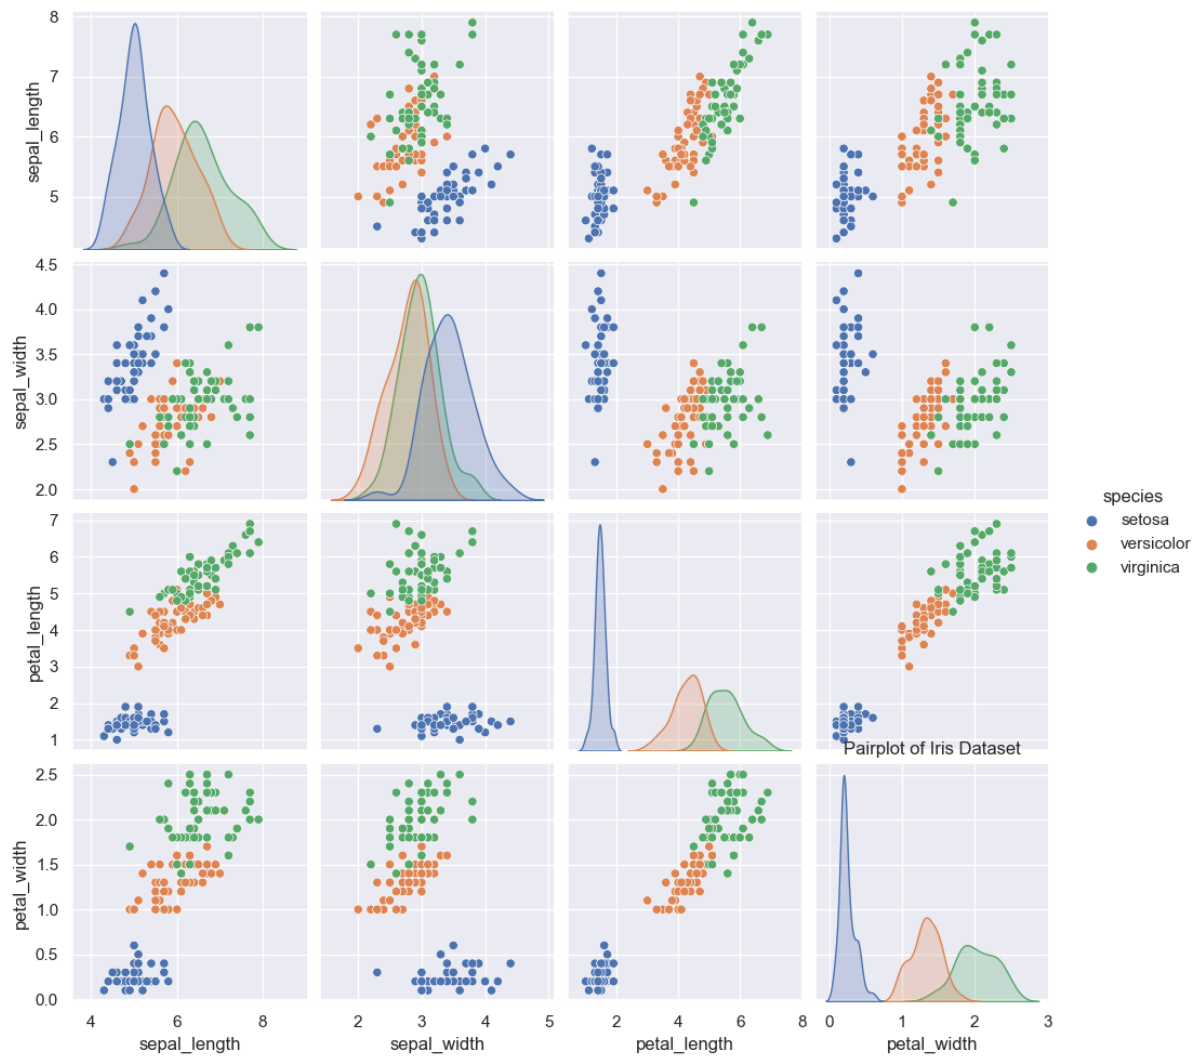 8
7
6
5
sepal_length
4.5
4.0
3.5
3.0
2.5
2.0
sepal_width
7
6
5
4
3
2
1
petal_length
species
setosa
versicolor
virginica
Pairplot of Iris Dataset
2.5
2.0
1.5
1.0
0.5
0.0
petal_width
4 6 8
2 3 4 5
2 4 6 8
0 1 2 3
sepal_length
sepal_width
petal_length
petal_width